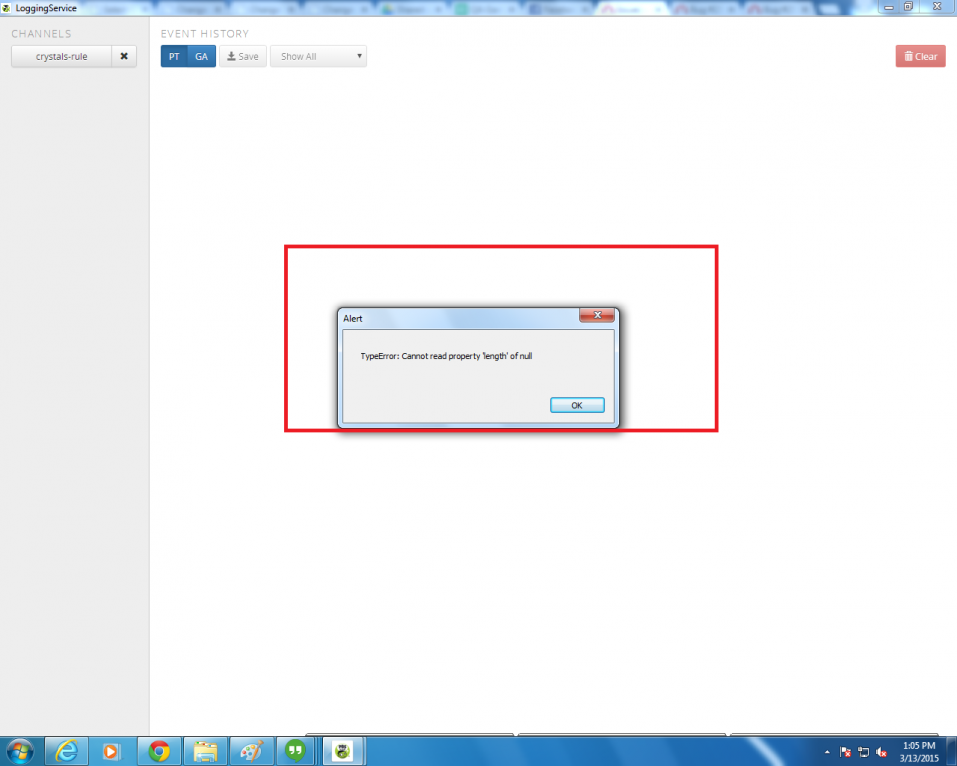 LoggingService
CHANNELS
crystals-rule
EVENT HISTORY
PT GA Save Show All
Clear
Alert
TypeError: Cannot read property 'length' of null
OK
1:05 PM
3/13/2015